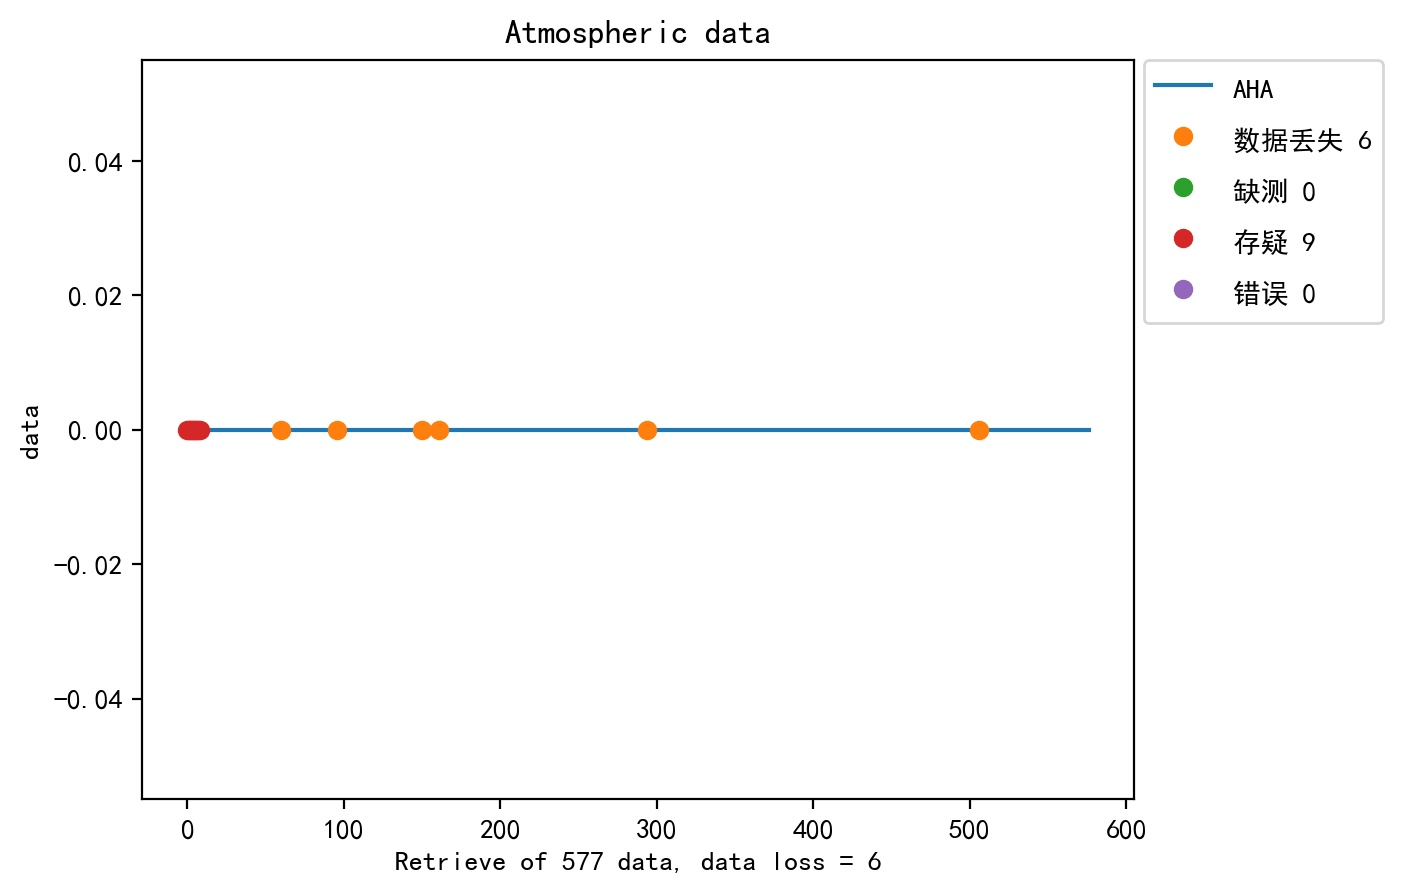 Atmospheric data
AHA
数据丢失 6
缺测 0
存疑 9
错误 0
data
0.04
0.02
0.00
−0.02
−0.04
0 100 200 300 400 500 600
Retrieve of 577 data, data loss = 6